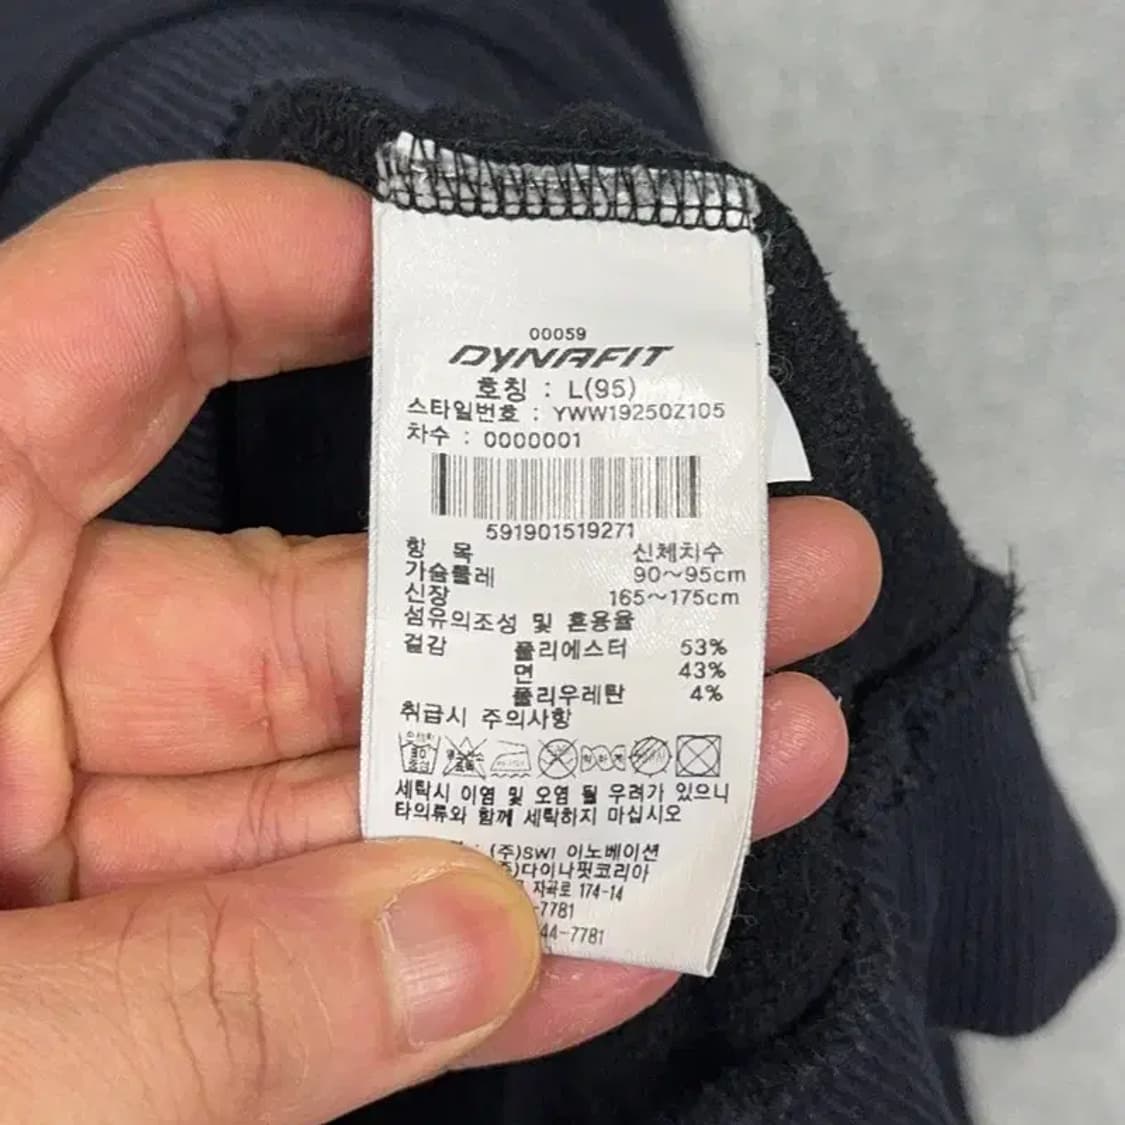 00059
DYNAFIT
호칭 : L(95)
스타일번호 : YWW19250Z105
차수 : 0000001
591901519271
항 목 신체치수
가슴둘레 90~95cm
신장 165~175cm
섬유의조성 및 혼용율
겉감 폴리에스터 53%
면 43%
폴리우레탄 4%
취급시 주의사항
세탁시 이염 및 오염 될 우려가 있으니
타의류와 함께 세탁하지 마십시오
: (주)SWI 이노베이션
)다이나핏코리아
자곡로 174-14
-7781
44-7781